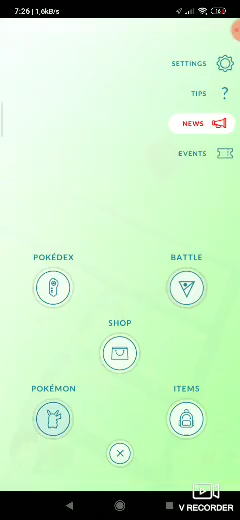 7:26 | 1,6kB/s
SETTINGS
TIPS
NEWS
EVENTS
POKÉDEX
BATTLE
SHOP
POKÉMON
ITEMS
V RECORDER